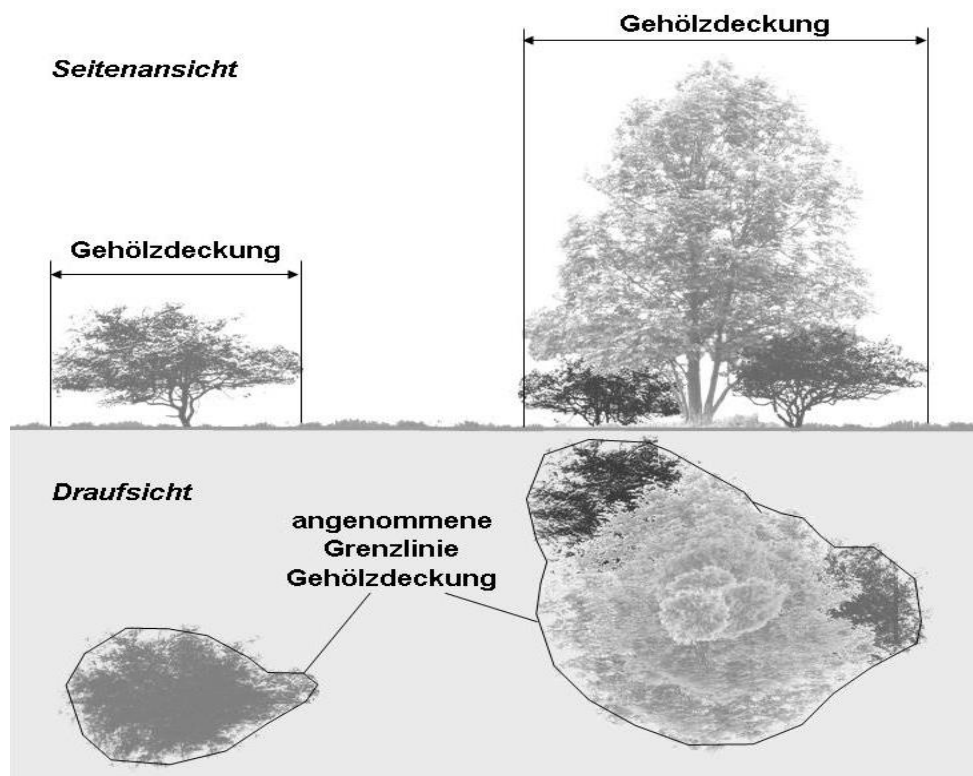 Gehölzdeckung
Seitenansicht
Gehölzdeckung
Draufsicht
angenommene
Grenzlinie
Gehölzdeckung